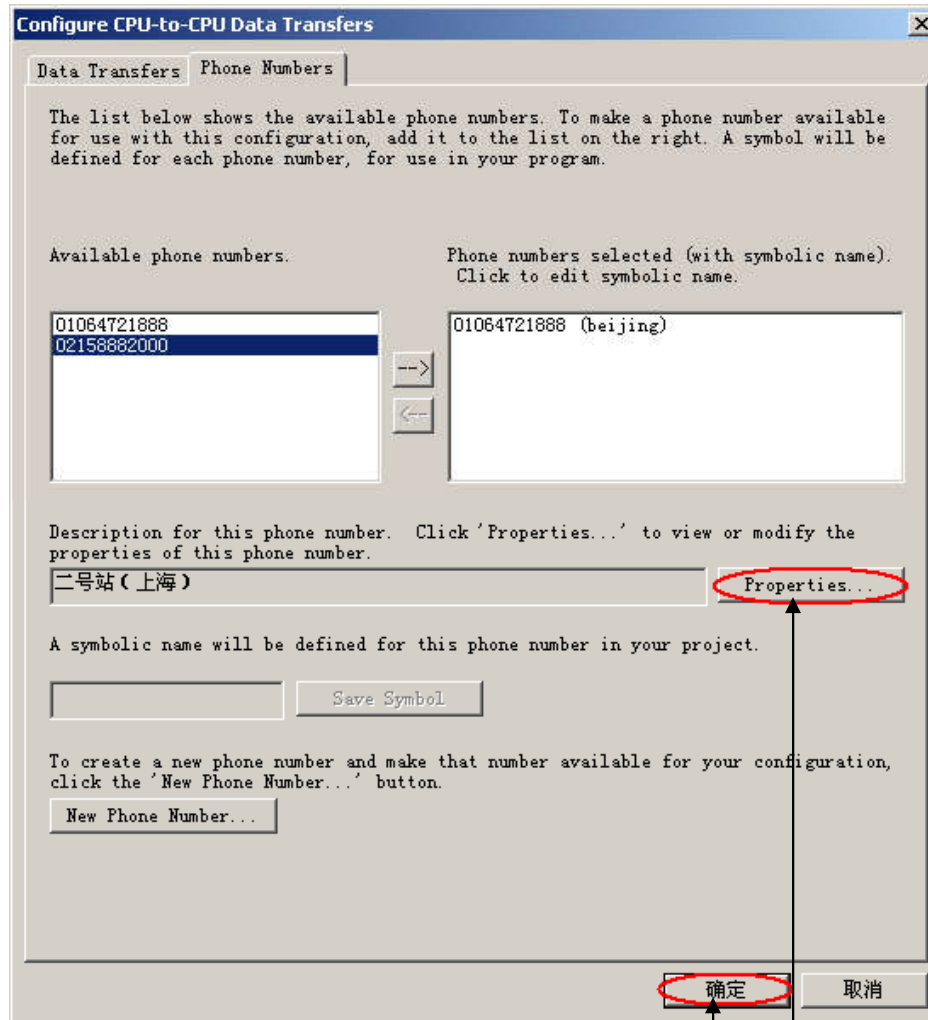 Configure CPU-to-CPU Data Transfers
Data Transfers Phone Numbers
The list below shows the available phone numbers. To make a phone number available
for use with this configuration, add it to the list on the right. A symbol will be
defined for each phone number, for use in your program.
Available phone numbers.
Phone numbers selected (with symbolic name).
Click to edit symbolic name.
01064721888
02158882000
-->
<--
01064721888 (beijing)
Description for this phone number. Click 'Properties...' to view or modify the
properties of this phone number.
二号站(上海)
Properties...
A symbolic name will be defined for this phone number in your project.
Save Symbol
To create a new phone number and make that number available for your configuration,
click the 'New Phone Number...' button.
New Phone Number...
确定
取消